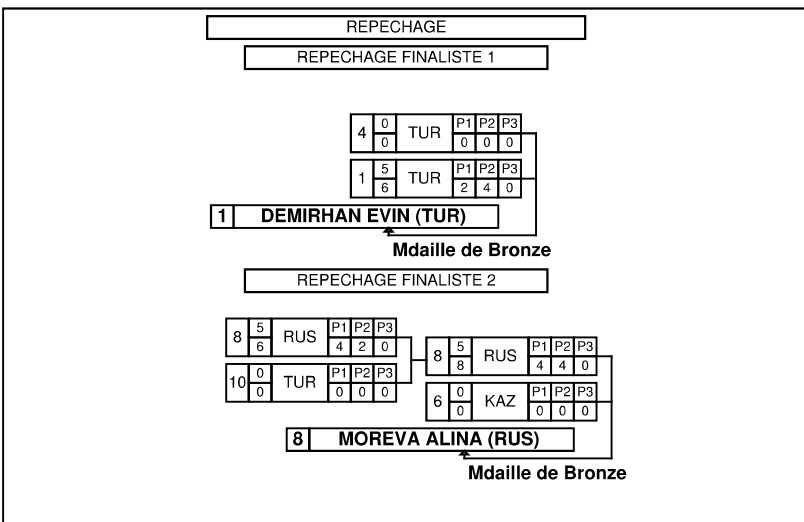 REPECHAGE
REPECHAGE FINALISTE 1
4 0 TUR P1 P2 P3
0 0 0 0
1 5 TUR P1 P2 P3
6 2 4 0
1 DEMIRHAN EVIN (TUR)
Mdaille de Bronze
REPECHAGE FINALISTE 2
8 5 RUS P1 P2 P3
6 4 2 0
10 0 TUR P1 P2 P3
0 0 0 0
8 5 RUS P1 P2 P3
8 4 4 0
6 0 KAZ P1 P2 P3
0 0 0 0
8 MOREVA ALINA (RUS)
Mdaille de Bronze